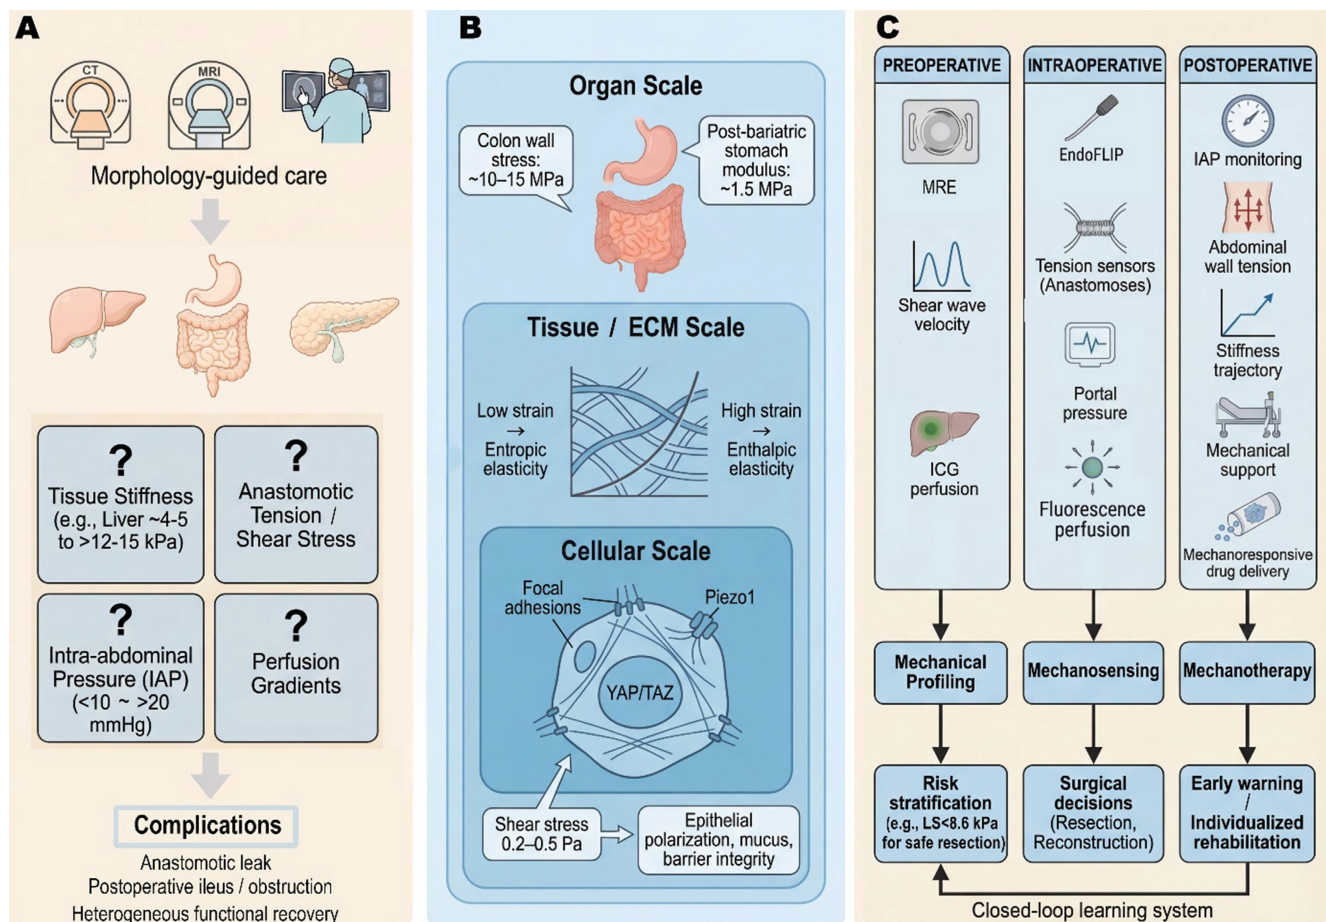 A
CT
MRI
Morphology-guided care
?
Tissue Stiffness
(e.g., Liver ~4-5
to >12-15 kPa)
?
Anastomotic
Tension /
Shear Stress
?
Intra-abdominal
Pressure (IAP)
(<10 ~ >20
mmHg)
?
Perfusion
Gradients
Complications
Anastomotic leak
Postoperative ileus / obstruction
Heterogeneous functional recovery
B
Organ Scale
Colon wall
stress:
~10–15 MPa
Post-bariatric
stomach
modulus:
~1.5 MPa
Tissue / ECM Scale
Low strain
→
Entropic
elasticity
High strain
→
Enthalpic
elasticity
Cellular Scale
Focal
adhesions
Piezo1
YAP/TAZ
Shear stress
0.2–0.5 Pa
Epithelial
polarization, mucus,
barrier integrity
C
PREOPERATIVE
MRE
Shear wave
velocity
ICG
perfusion
Mechanical
Profiling
Risk
stratification
(e.g., LS<8.6 kPa
for safe resection)
INTRAOPERATIVE
EndoFLIP
Tension sensors
(Anastomoses)
Portal
pressure
Fluorescence
perfusion
Mechanosensing
Surgical
decisions
(Resection,
Reconstruction)
POSTOPERATIVE
IAP monitoring
Abdominal
wall tension
Stiffness
trajectory
Mechanical
support
Mechanoresponsive
drug delivery
Mechanotherapy
Early warning
/
Individualized
rehabilitation
Closed-loop learning system